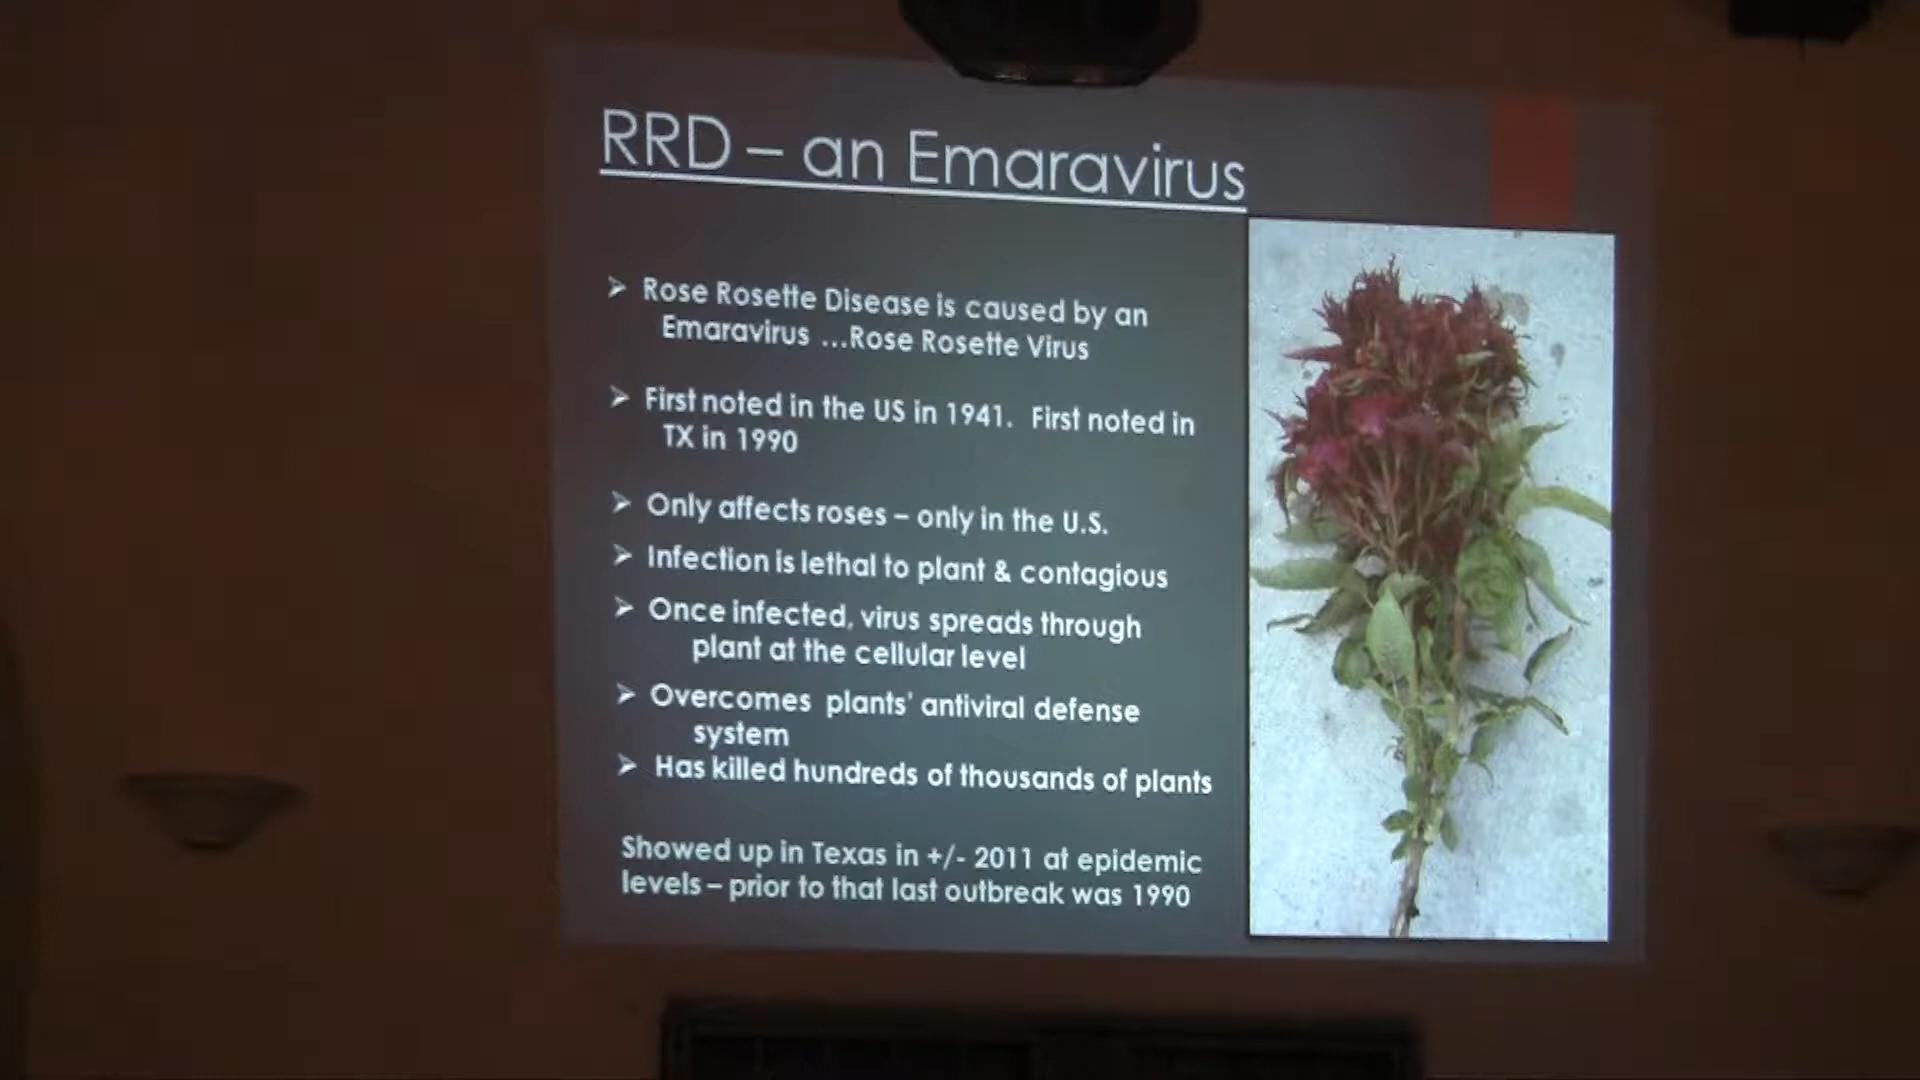 RRD – an Emaravirus
➢ Rose Rosette Disease is caused by an
Emaravirus ...Rose Rosette Virus
➢ First noted in the US in 1941. First noted in
TX in 1990
➢ Only affects roses – only in the U.S.
➢ Infection is lethal to plant & contagious
➢ Once infected, virus spreads through
plant at the cellular level
➢ Overcomes plants' antiviral defense
system
➢ Has killed hundreds of thousands of plants
Showed up in Texas in +/- 2011 at epidemic
levels – prior to that last outbreak was 1990